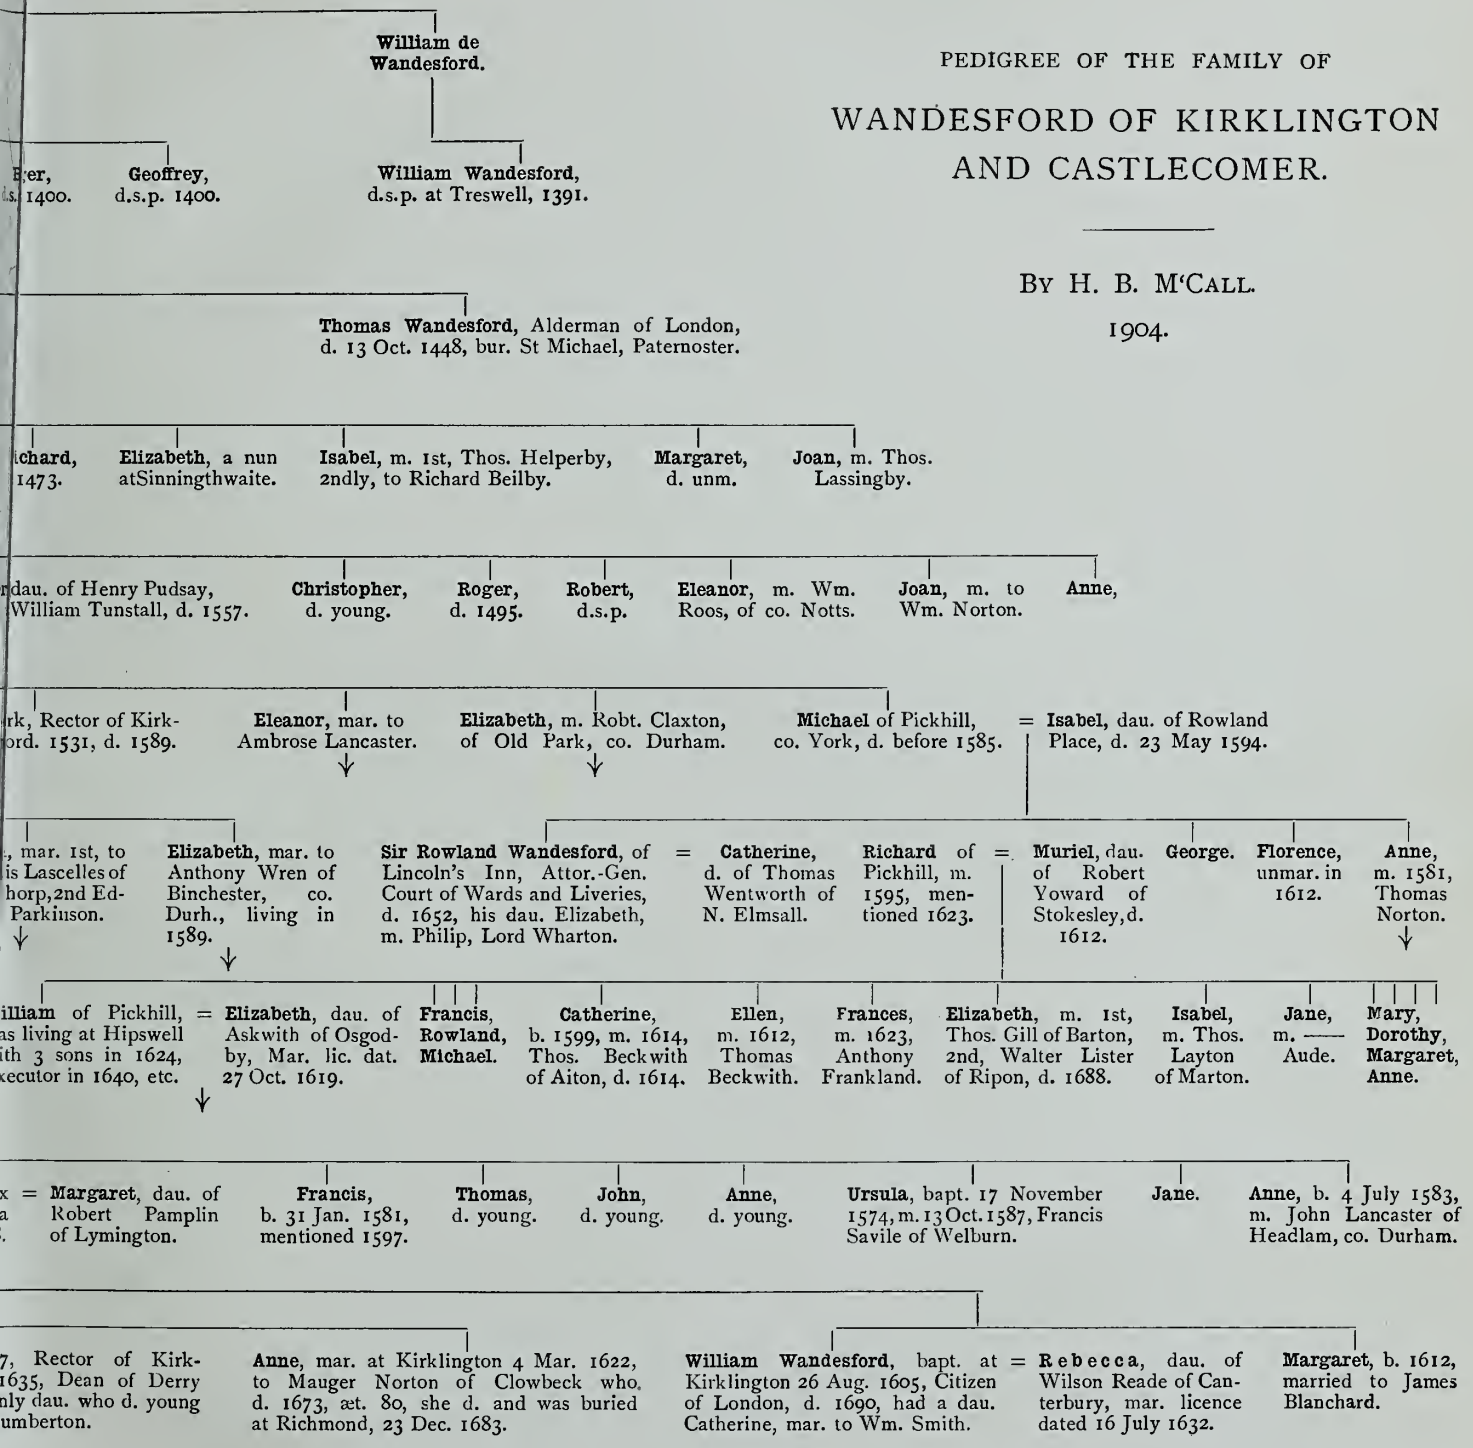 William de
Wandesford.
PEDIGREE OF THE FAMILY OF
WANDESFORD OF KIRKLINGTON
AND CASTLECOMER.
By H. B. M‘Call.
1904.
1400.
Geoffrey,
d.s.p. 1400.
William Wandesford,
d.s.p. at Treswell, 1391.
Thomas Wandesford, Alderman of London,
d. 13 Oct. 1448, bur. St Michael, Paternoster.
ichard,
1473.
Elizabeth, a nun
atSinningthwaite.
Isabel, m. 1st, Thos. Helperby,
2ndly, to Richard Beilby.
Margaret,
d. unm.
Joan, m. Thos.
Lassingby.
dau. of Henry Pudsay,
William Tunstall, d. 1557.
Christopher,
d. young.
Roger,
d. 1495.
Robert,
d.s.p.
Eleanor, m. Wm.
Roos, of co. Notts.
Joan, m. to
Wm. Norton.
Anne,
rk, Rector of Kirk-
ord. 1531, d. 1589.
Eleanor, mar. to
Ambrose Lancaster.
Elizabeth, m. Robt. Claxton,
of Old Park, co. Durham.
Michael of Pickhill,
co. York, d. before 1585.
= Isabel, dau. of Rowland
Place, d. 23 May 1594.
., mar. 1st, to
is Lascelles of
horp,2nd Ed-
Parkinson.
Elizabeth, mar. to
Anthony Wren of
Binchester, co.
Durh., living in
1589.
Sir Rowland Wandesford, of
Lincoln's Inn, Attor.-Gen.
Court of Wards and Liveries,
d. 1652, his dau. Elizabeth,
m. Philip, Lord Wharton.
= Catherine,
d. of Thomas
Wentworth of
N. Elmsall.
Richard of
Pickhill, m.
1595, men-
tioned 1623.
= Muriel, dau.
of Robert
Yoward of
Stokesley,d.
1612.
George.
Florence,
unmar. in
1612.
Anne,
m. 1581,
Thomas
Norton.
illiam of Pickhill,
as living at Hipswell
ith 3 sons in 1624,
xecutor in 1640, etc.
= Elizabeth, dau. of
Askwith of Osgod-
by, Mar. lic. dat.
27 Oct. 1619.
Francis,
Rowland,
Michael.
Catherine,
b. 1599, m. 1614,
Thos. Beckwith
of Aiton, d. 1614.
Ellen,
m. 1612,
Thomas
Beckwith.
Frances,
m. 1623,
Anthony
Frankland.
Elizabeth, m. 1st,
Thos. Gill of Barton,
2nd, Walter Lister
of Ripon, d. 1688.
Isabel,
m. Thos.
Layton
of Marton.
Jane,
m. ——
Aude.
Mary,
Dorothy,
Margaret,
Anne.
x = Margaret, dau. of
a Robert Pamplin
of Lymington.
Francis,
b. 31 Jan. 1581,
mentioned 1597.
Thomas,
d. young.
John,
d. young.
Anne,
d. young.
Ursula, bapt. 17 November
1574, m. 13 Oct. 1587, Francis
Savile of Welburn.
Jane.
Anne, b. 4 July 1583,
m. John Lancaster of
Headlam, co. Durham.
7, Rector of Kirk-
1635, Dean of Derry
nly dau. who d. young
umberton.
Anne, mar. at Kirklington 4 Mar. 1622,
to Mauger Norton of Clowbeck who
d. 1673, æt. 80, she d. and was buried
at Richmond, 23 Dec. 1683.
William Wandesford, bapt. at
Kirklington 26 Aug. 1605, Citizen
of London, d. 1690, had a dau.
Catherine, mar. to Wm. Smith.
= Rebecca, dau. of
Wilson Reade of Can-
terbury, mar. licence
dated 16 July 1632.
Margaret, b. 1612,
married to James
Blanchard.